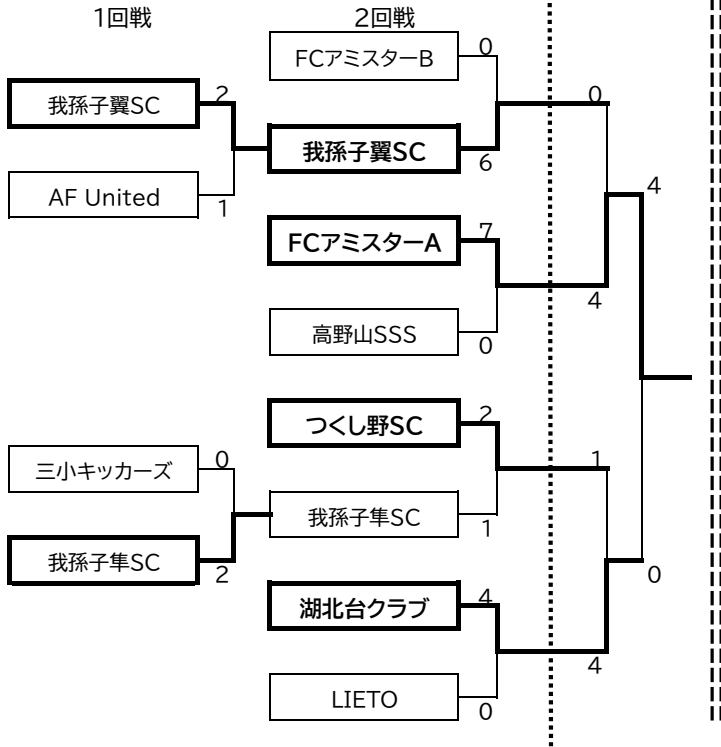 1回戦
2回戦
FCアミスターB
0
我孫子翼SC
2
0
我孫子翼SC
6
AF United
1
4
FCアミスターA
7
4
高野山SSS
0
つくし野SC
2
三小キッカーズ
0
1
我孫子隼SC
1
我孫子隼SC
2
0
湖北台クラブ
4
4
LIETO
0